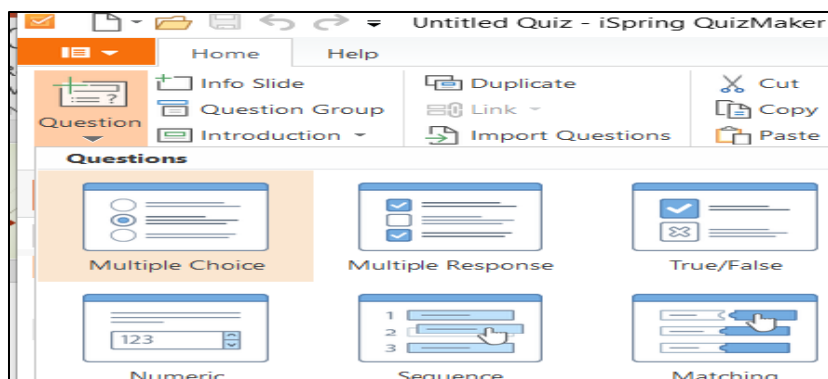 Untitled Quiz - iSpring QuizMaker
Home Help
Info Slide Duplicate Cut
Question Question Group Link Copy
Introduction Import Questions Paste
Questions
Multiple Choice Multiple Response True/False
123 1
2
3
Numeric Sequence Matching